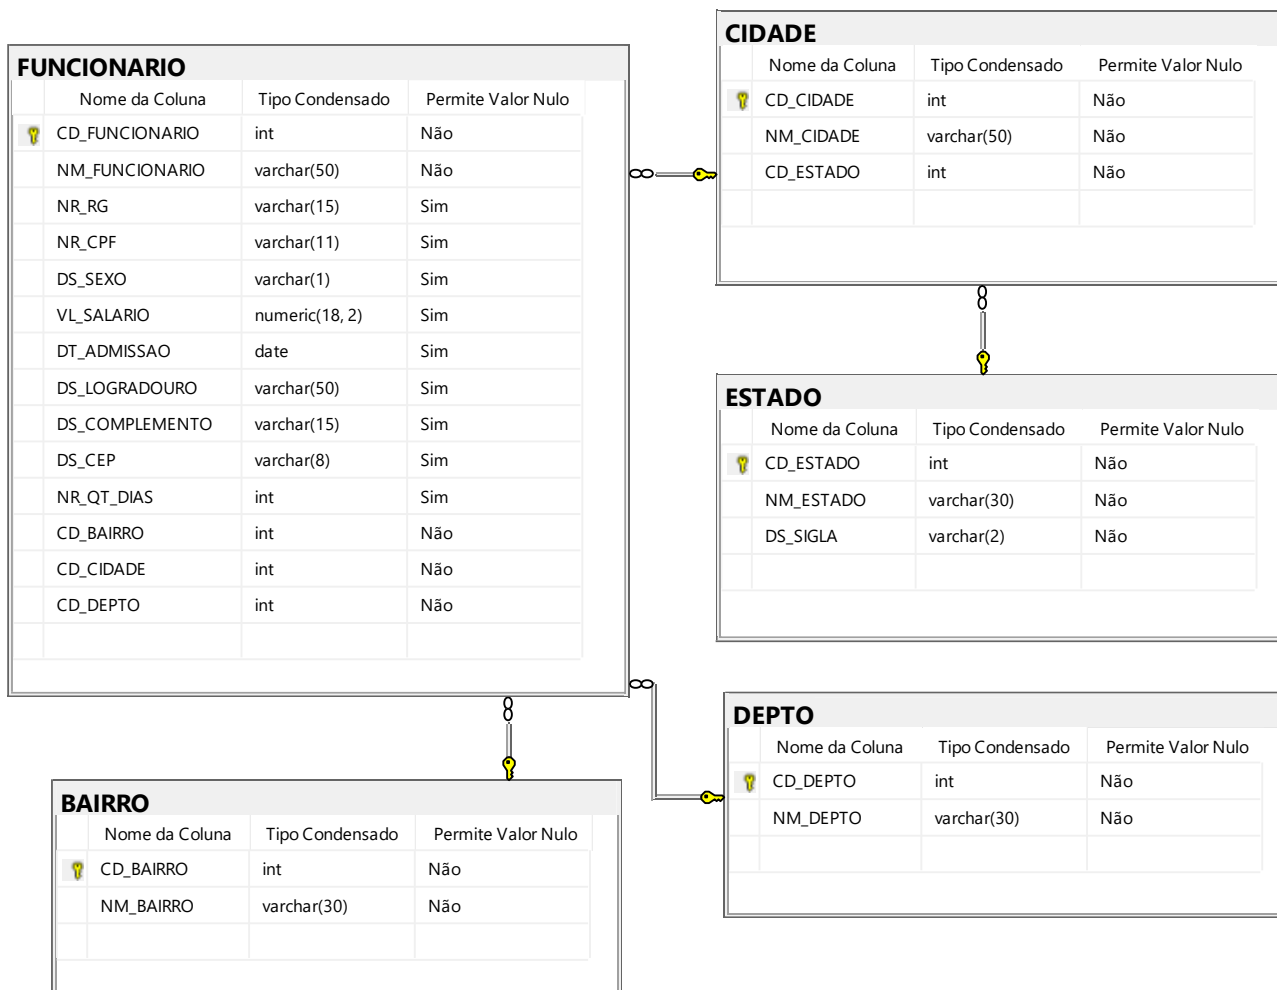 FUNCIONARIO
Nome da Coluna Tipo Condensado Permite Valor Nulo
CD_FUNCIONARIO int Não
NM_FUNCIONARIO varchar(50) Não
NR_RG varchar(15) Sim
NR_CPF varchar(11) Sim
DS_SEXO varchar(1) Sim
VL_SALARIO numeric(18, 2) Sim
DT_ADMISSAO date Sim
DS_LOGRADOURO varchar(50) Sim
DS_COMPLEMENTO varchar(15) Sim
DS_CEP varchar(8) Sim
NR_QT_DIAS int Sim
CD_BAIRRO int Não
CD_CIDADE int Não
CD_DEPTO int Não
CIDADE
Nome da Coluna Tipo Condensado Permite Valor Nulo
CD_CIDADE int Não
NM_CIDADE varchar(50) Não
CD_ESTADO int Não
ESTADO
Nome da Coluna Tipo Condensado Permite Valor Nulo
CD_ESTADO int Não
NM_ESTADO varchar(30) Não
DS_SIGLA varchar(2) Não
DEPTO
Nome da Coluna Tipo Condensado Permite Valor Nulo
CD_DEPTO int Não
NM_DEPTO varchar(30) Não
BAIRRO
Nome da Coluna Tipo Condensado Permite Valor Nulo
CD_BAIRRO int Não
NM_BAIRRO varchar(30) Não